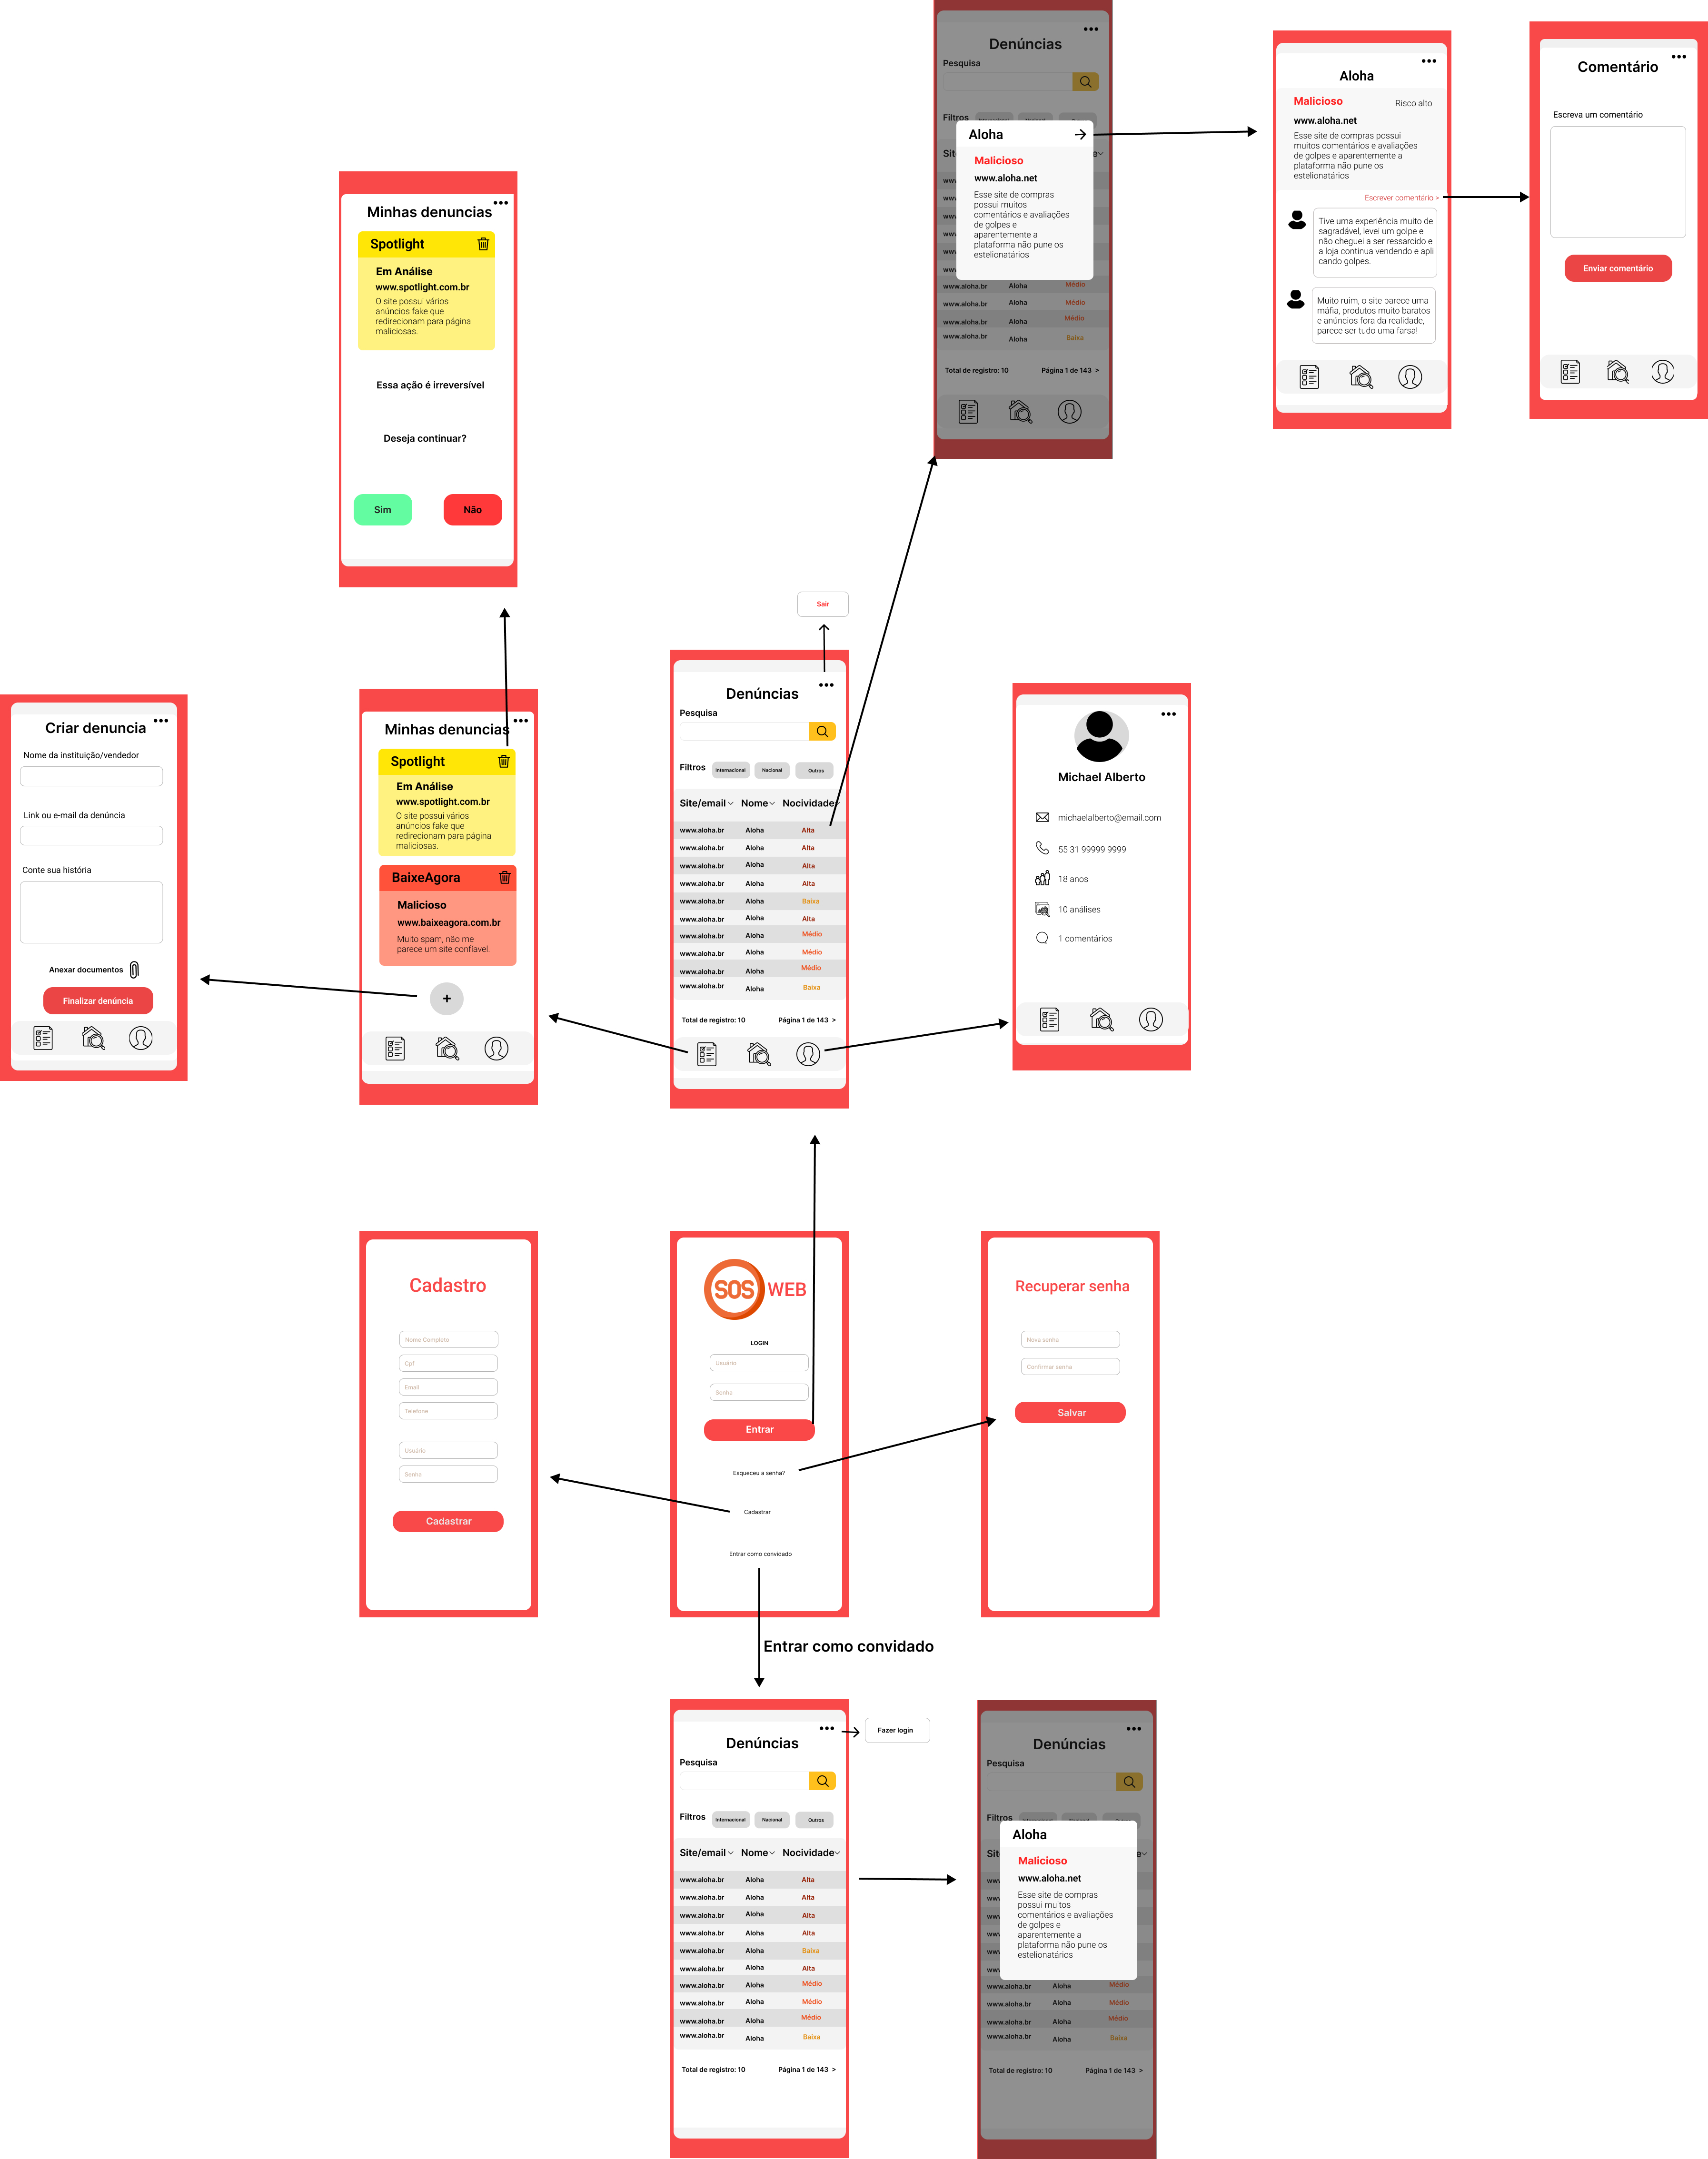 Denúncias
Pesquisa
Filtros
Aloha
Malicioso
www.aloha.net
Esse site de compras
possui muitos
comentários e avaliações
de golpes e
aparentemente a
plataforma não pune os
estelionatários
www.aloha.br Aloha Médio
www.aloha.br Aloha Médio
www.aloha.br Aloha Médio
www.aloha.br Aloha Baixa
Total de registro: 10 Página 1 de 143 >
Aloha
Malicioso Risco alto
www.aloha.net
Esse site de compras possui
muitos comentários e avaliações
de golpes e aparentemente a
plataforma não pune os
estelionatários
Escrever comentário >
Tive uma experiência muito de
sagradável, levei um golpe e
não cheguei a ser ressarcido e
a loja continua vendendo e apli
cando golpes.
Muito ruim, o site parece uma
máfia, produtos muito baratos
e anúncios fora da realidade,
parece ser tudo uma farsa!
Comentário
Escreva um comentário
Enviar comentário
Minhas denuncias
Spotlight
Em Análise
www.spotlight.com.br
O site possui vários
anúncios fake que
redirecionam para página
maliciosas.
Essa ação é irreversível
Deseja continuar?
Sim Não
Criar denuncia
Nome da instituição/vendedor
Link ou e-mail da denúncia
Conte sua história
Anexar documentos
Finalizar denúncia
Minhas denuncias
Spotlight
Em Análise
www.spotlight.com.br
O site possui vários
anúncios fake que
redirecionam para página
maliciosas.
BaixeAgora
Malicioso
www.baixeagora.com.br
Muito spam, não me
parece um site confiavel.
+
Sair
Denúncias
Pesquisa
Filtros Internacional Nacional Outros
Site/email Nome Nocividade
www.aloha.br Aloha Alta
www.aloha.br Aloha Alta
www.aloha.br Aloha Alta
www.aloha.br Aloha Alta
www.aloha.br Aloha Baixa
www.aloha.br Aloha Alta
www.aloha.br Aloha Médio
www.aloha.br Aloha Médio
www.aloha.br Aloha Médio
www.aloha.br Aloha Baixa
Total de registro: 10 Página 1 de 143 >
Michael Alberto
michaelalberto@email.com
55 31 99999 9999
18 anos
10 análises
1 comentários
Cadastro
Nome Completo
Cpf
Email
Telefone
Usuário
Senha
Cadastrar
SOS WEB
LOGIN
Usuário
Senha
Entrar
Esqueceu a senha?
Cadastrar
Entrar como convidado
Recuperar senha
Nova senha
Confirmar senha
Salvar
Entrar como convidado
Denúncias
Fazer login
Pesquisa
Filtros Internacional Nacional Outros
Site/email Nome Nocividade
www.aloha.br Aloha Alta
www.aloha.br Aloha Alta
www.aloha.br Aloha Alta
www.aloha.br Aloha Alta
www.aloha.br Aloha Baixa
www.aloha.br Aloha Alta
www.aloha.br Aloha Médio
www.aloha.br Aloha Médio
www.aloha.br Aloha Médio
www.aloha.br Aloha Baixa
Total de registro: 10 Página 1 de 143 >
Denúncias
Pesquisa
Filtros
Aloha
Malicioso
www.aloha.net
Esse site de compras
possui muitos
comentários e avaliações
de golpes e
aparentemente a
plataforma não pune os
estelionatários
www.aloha.br Aloha Médio
www.aloha.br Aloha Médio
www.aloha.br Aloha Médio
www.aloha.br Aloha Baixa
Total de registro: 10 Página 1 de 143 >